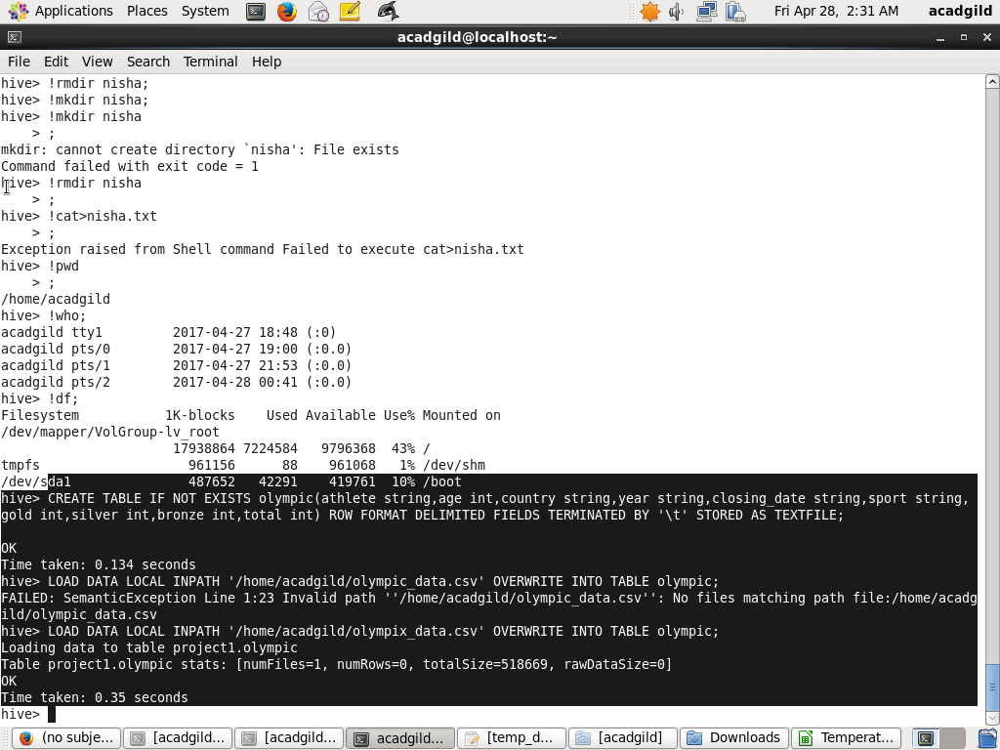 Applications Places System Fri Apr 28, 2:31 AM acadgild
acadgild@localhost:~
File Edit View Search Terminal Help
hive> !rmdir nisha;
hive> !mkdir nisha;
hive> !mkdir nisha
    > ;
mkdir: cannot create directory `nisha': File exists
Command failed with exit code = 1
hive> !rmdir nisha
    > ;
hive> !cat>nisha.txt
    > ;
Exception raised from Shell command Failed to execute cat>nisha.txt
hive> !pwd
    > ;
/home/acadgild
hive> !who;
acadgild tty1         2017-04-27 18:48 (:0)
acadgild pts/0        2017-04-27 19:00 (:0.0)
acadgild pts/1        2017-04-27 21:53 (:0.0)
acadgild pts/2        2017-04-28 00:41 (:0.0)
hive> !df;
Filesystem           1K-blocks    Used Available Use% Mounted on
/dev/mapper/VolGroup-lv_root
                      17938864 7224584   9796368  43% /
tmpfs                   961156      88    961068   1% /dev/shm
/dev/sda1               487652   42291    419761  10% /boot
hive> CREATE TABLE IF NOT EXISTS olympic(athlete string,age int,country string,year string,closing_date string,sport string,
gold int,silver int,bronze int,total int) ROW FORMAT DELIMITED FIELDS TERMINATED BY '\t' STORED AS TEXTFILE;
OK
Time taken: 0.134 seconds
hive> LOAD DATA LOCAL INPATH '/home/acadgild/olympic_data.csv' OVERWRITE INTO TABLE olympic;
FAILED: SemanticException Line 1:23 Invalid path ''/home/acadgild/olympic_data.csv'': No files matching path file:/home/acadg
ild/olympic_data.csv
hive> LOAD DATA LOCAL INPATH '/home/acadgild/olympix_data.csv' OVERWRITE INTO TABLE olympic;
Loading data to table project1.olympic
Table project1.olympic stats: [numFiles=1, numRows=0, totalSize=518669, rawDataSize=0]
OK
Time taken: 0.35 seconds
hive>
(no subje... [acadgild... [acadgild... acadgild... [temp_d... [acadgild] Downloads Temperat...